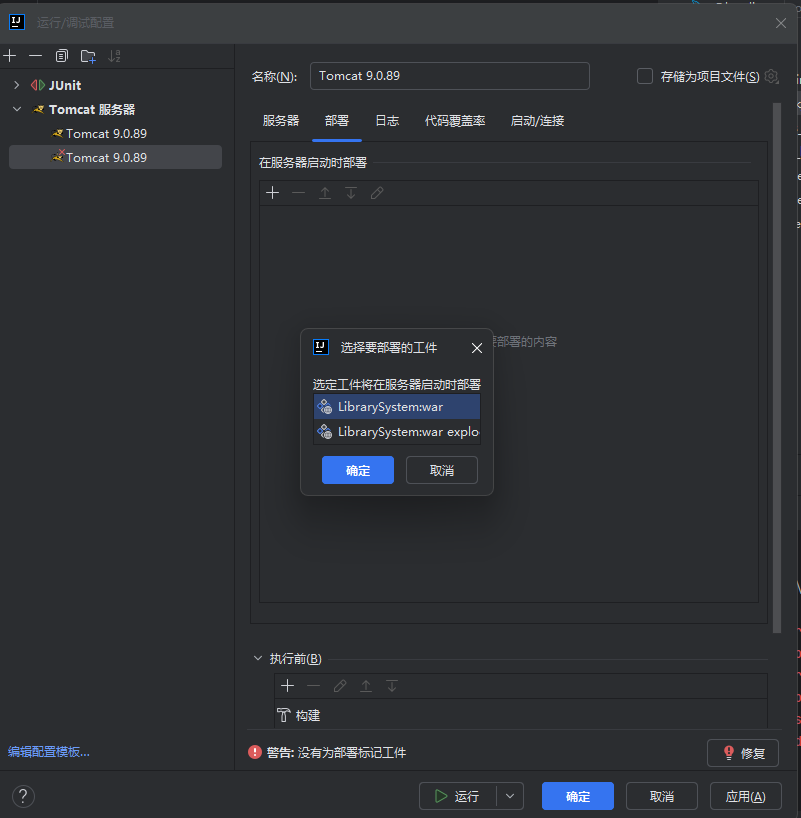 运行/调试配置
JUnit
Tomcat 服务器
Tomcat 9.0.89
Tomcat 9.0.89
编辑配置模板...
名称(N):
Tomcat 9.0.89
存储为项目文件(S)
服务器
部署
日志
代码覆盖率
启动/连接
在服务器启动时部署
要部署的内容
选择要部署的工件
选定工件将在服务器启动时部署
LibrarySystem:war
LibrarySystem:war explo
确定
取消
执行前(B)
构建
警告: 没有为部署标记工件
修复
?
运行
确定
取消
应用(A)